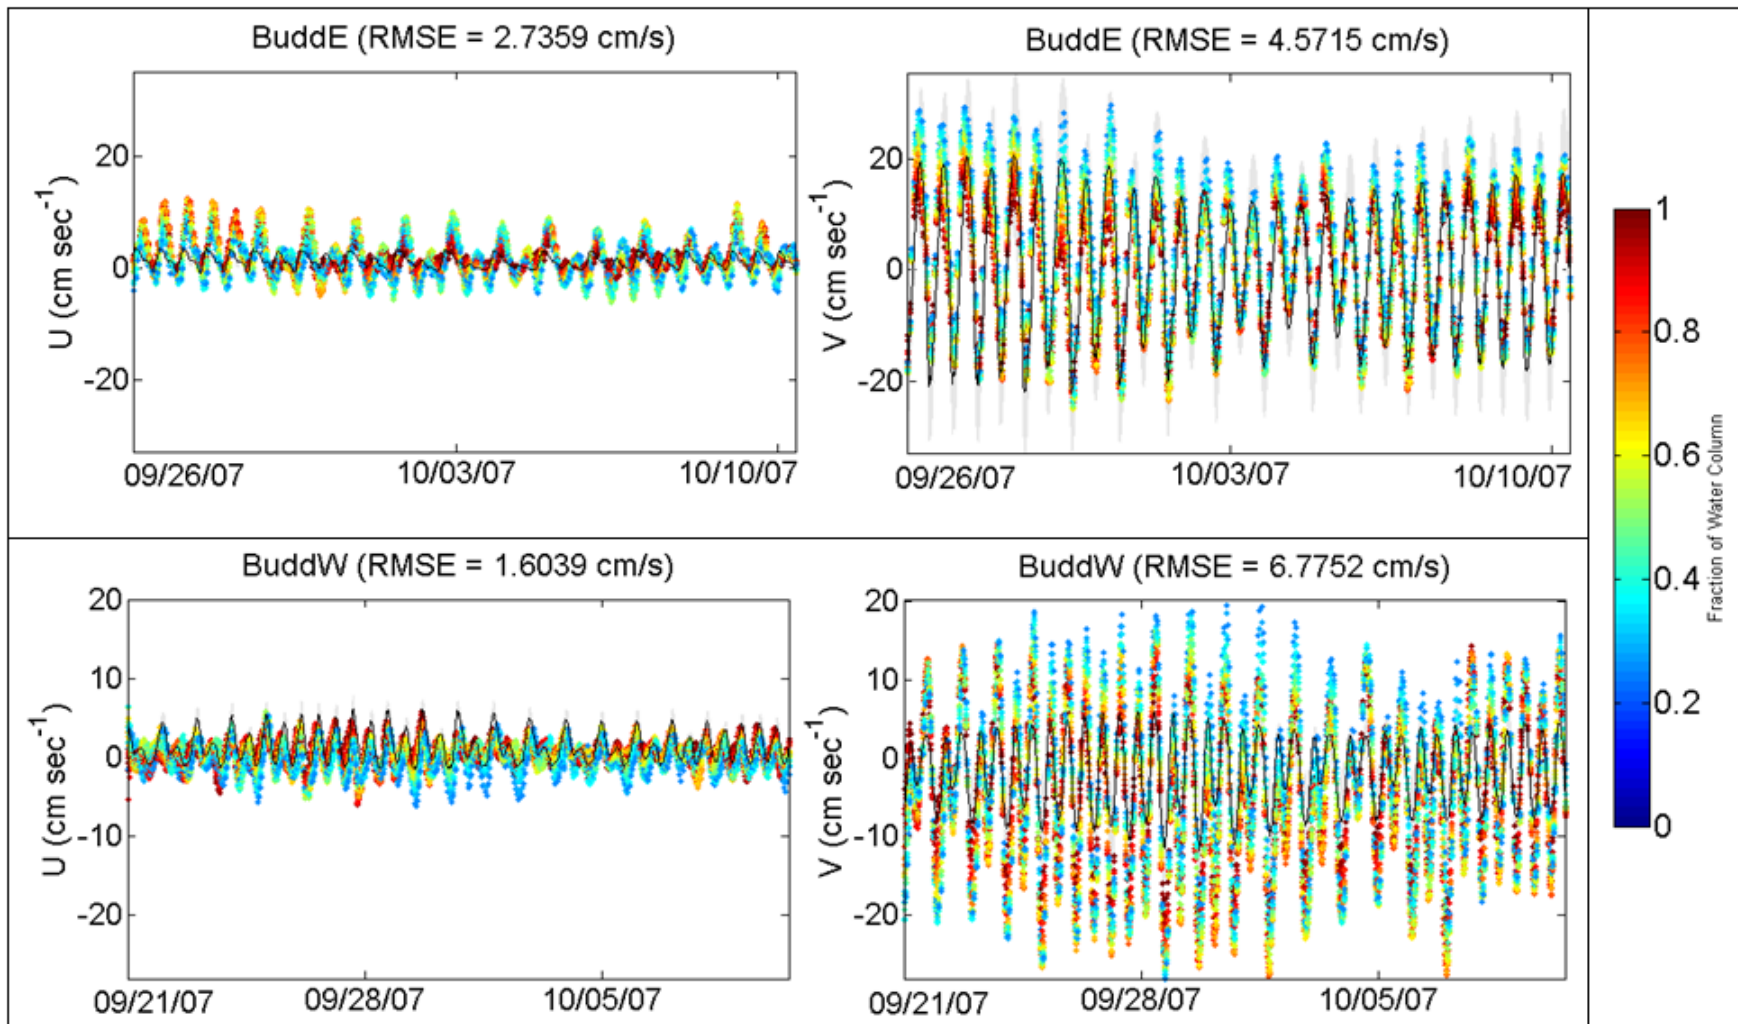 BuddE (RMSE = 2.7359 cm/s)
20
0
-20
U (cm sec-1)
09/26/07 10/03/07 10/10/07
BuddE (RMSE = 4.5715 cm/s)
20
0
-20
V (cm sec-1)
09/26/07 10/03/07 10/10/07
BuddW (RMSE = 1.6039 cm/s)
20
10
0
-10
-20
U (cm sec-1)
09/21/07 09/28/07 10/05/07
BuddW (RMSE = 6.7752 cm/s)
20
10
0
-10
-20
V (cm sec-1)
09/21/07 09/28/07 10/05/07
1
0.8
0.6
0.4
0.2
0
Fraction of Water Column